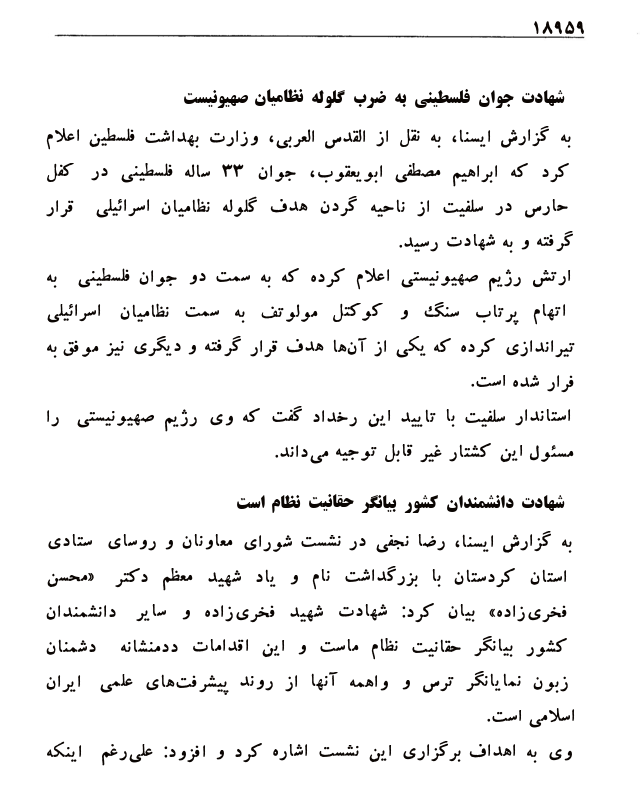 ۱۸۹۵۹
شهادت جوان فلسطینی به ضرب گلوله نظامیان صهیونیست
به گزارش ایسنا، به نقل از القدس العربی، وزارت بهداشت فلسطین اعلام
کرد که ابراهیم مصطفی ابویعقوب، جوان ۳۳ ساله فلسطینی در کفل
حارس در سلفیت از ناحیه گردن هدف گلوله نظامیان اسرائیلی قرار
گرفته و به شهادت رسید.
ارتش رژیم صهیونیستی اعلام کرده که به سمت دو جوان فلسطینی به
اتهام پرتاب سنگ و کوکتل مولوتف به سمت نظامیان اسرائیلی
تیراندازی کرده که یکی از آن‌ها هدف قرار گرفته و دیگری نیز موفق به
فرار شده است.
استاندار سلفیت با تایید این رخداد گفت که وی رژیم صهیونیستی را
مسئول این کشتار غیر قابل توجیه می‌داند.
شهادت دانشمندان کشور بیانگر حقانیت نظام است
به گزارش ایسنا، رضا نجفی در نشست شورای معاونان و روسای ستادی
استان کردستان با بزرگداشت نام و یاد شهید معظم دکتر «محسن
فخری‌زاده» بیان کرد: شهادت شهید فخری‌زاده و سایر دانشمندان
کشور بیانگر حقانیت نظام ماست و این اقدامات ددمنشانه دشمنان
زبون نمایانگر ترس و واهمه آنها از روند پیشرفت‌های علمی ایران
اسلامی است.
وی به اهداف برگزاری این نشست اشاره کرد و افزود: علی‌رغم اینکه